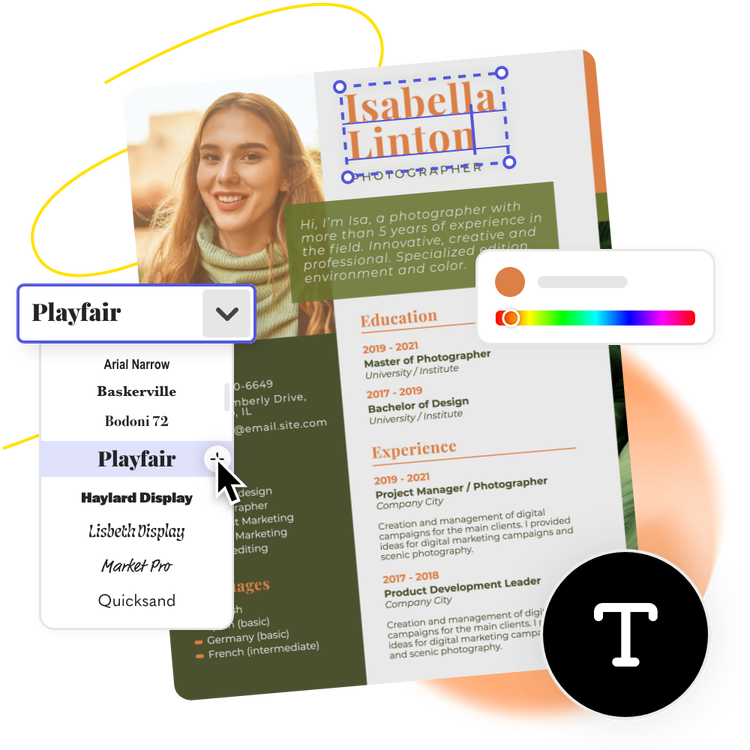 Isabella
Linton
PHOTOGRAPHER
Hi, I'm Isa, a photographer with
more than 5 years of experience in
the field. Innovative, creative and
professional. Specialized edition
environment and color.
Playfair
Arial Narrow
Baskerville
Bodoni 72
Playfair
Haylard Display
Lisbeth Display
Market Pro
Quicksand
0-6649
Drive,
, IL
@email.site.com
design
Marketing
Marketing
editing
(basic)
Germany (basic)
French (intermediate)
Education
2019 - 2021
Master of Photographer
University / Institute
2017 - 2019
Bachelor of Design
University / Institute
Experience
2019 - 2021
Project Manager / Photographer
Company City
Creation and management of digital
campaigns for the main clients. I provided
ideas for digital marketing campaigns and
scenic photography.
2017 - 2018
Product Development Leader
Company City
Creation and management of digi
campaigns for the main clients. I
ideas for digital marketing camp
and scenic photography.
T